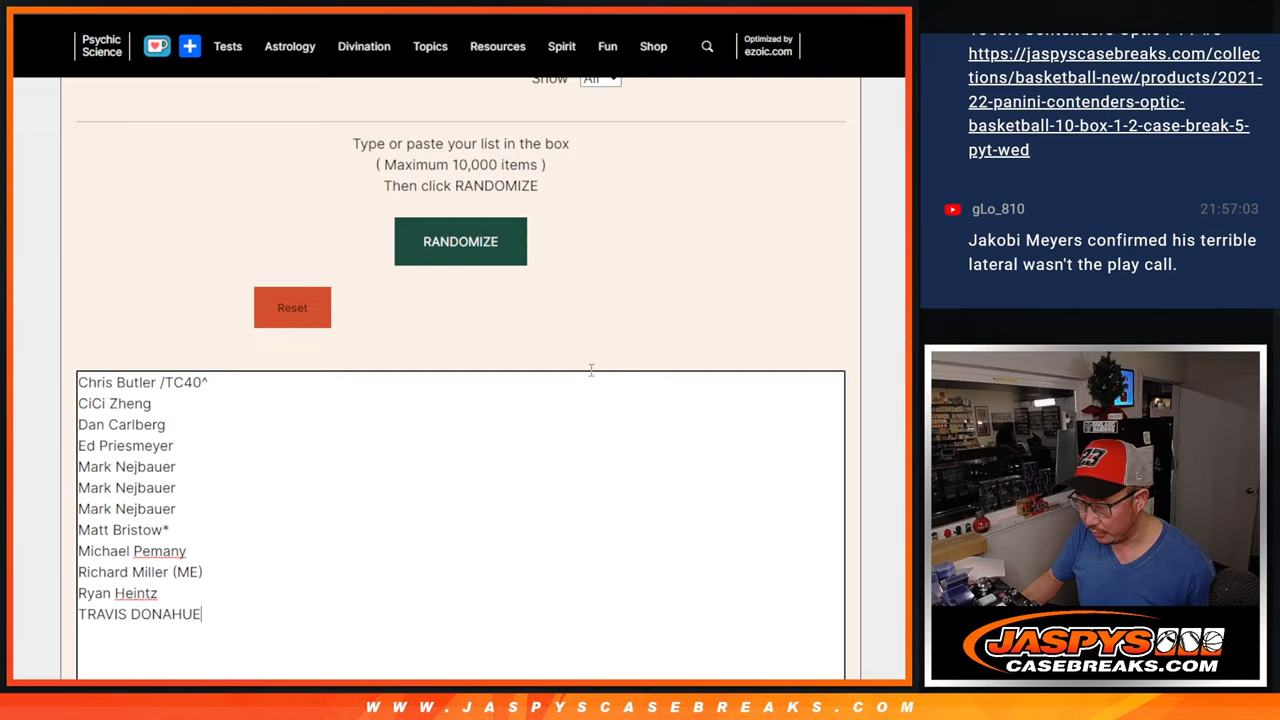 Psychic
Science
Tests
Astrology
Divination
Topics
Resources
Spirit
Fun
Shop
Optimized by
ezoic.com
Show
All
Type or paste your list in the box
( Maximum 10,000 items )
Then click RANDOMIZE
RANDOMIZE
Reset
Chris Butler /TC40^
CiCi Zheng
Dan Carlberg
Ed Priesmeyer
Mark Nejbauer
Mark Nejbauer
Mark Nejbauer
Matt Bristow*
Michael Pemany
Richard Miller (ME)
Ryan Heintz
TRAVIS DONAHUE
https://jaspyscasebreaks.com/collec
tions/basketball-new/products/2021-
22-panini-contenders-optic-
basketball-10-box-1-2-case-break-5-
pyt-wed
gLo_810
21:57:03
Jakobi Meyers confirmed his terrible
lateral wasn't the play call.
23
JASPYS
CASEBREAKS.COM
WWW.JASPYSCASEBREAKS.COM